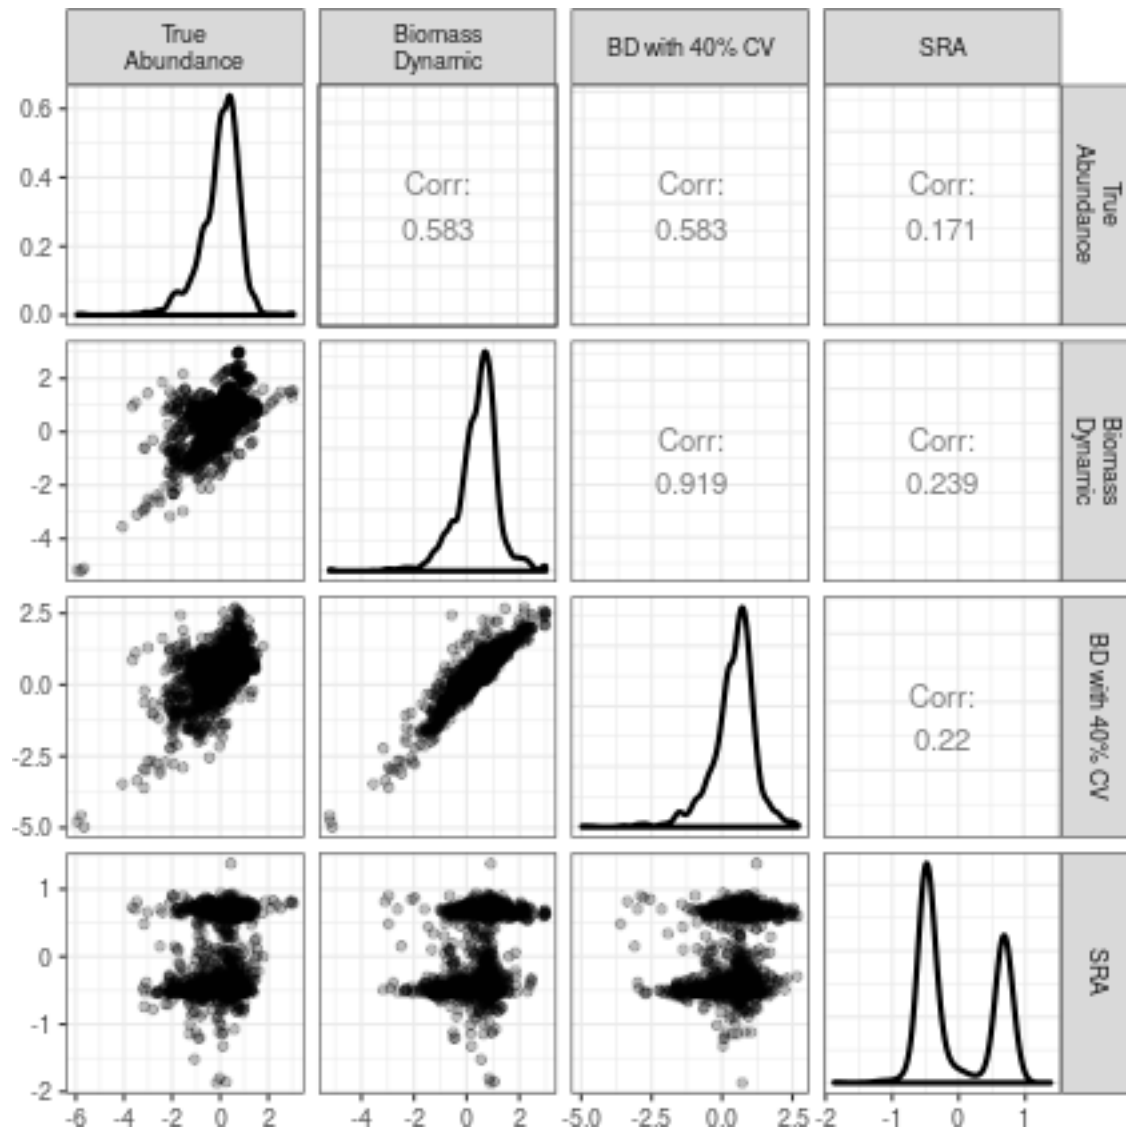 True
Abundance
Biomass
Dynamic
BD with 40% CV
SRA
0.6
0.4
0.2
0.0
Corr:
0.583
Corr:
0.583
Corr:
0.171
True
Abundance
2
0
-2
-4
Corr:
0.919
Corr:
0.239
Biomass
Dynamic
2.5
0.0
-2.5
-5.0
Corr:
0.22
BD with 40% CV
1
0
-1
-2
SRA
-6 -4 -2 0 2
-4 -2 0 2
-5.0 -2.5 0.0 2.5
-2 -1 0 1